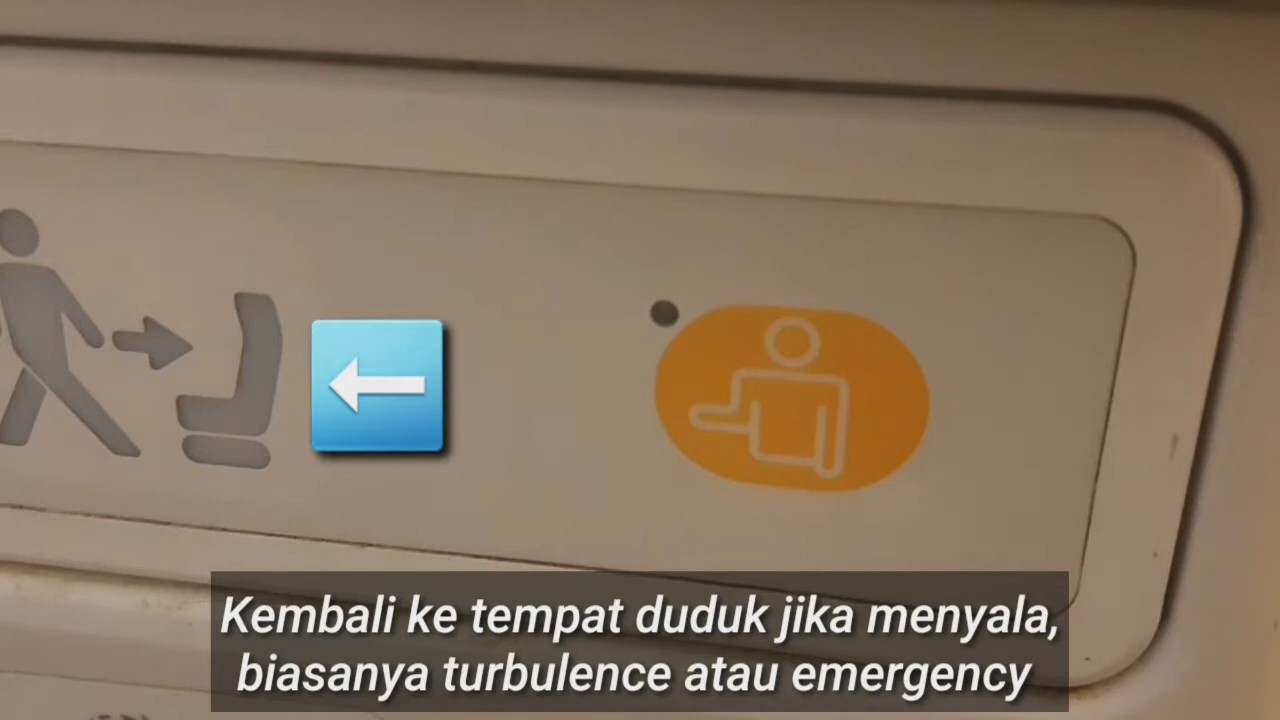 Kembali ke tempat duduk jika menyala,
biasanya turbulence atau emergency